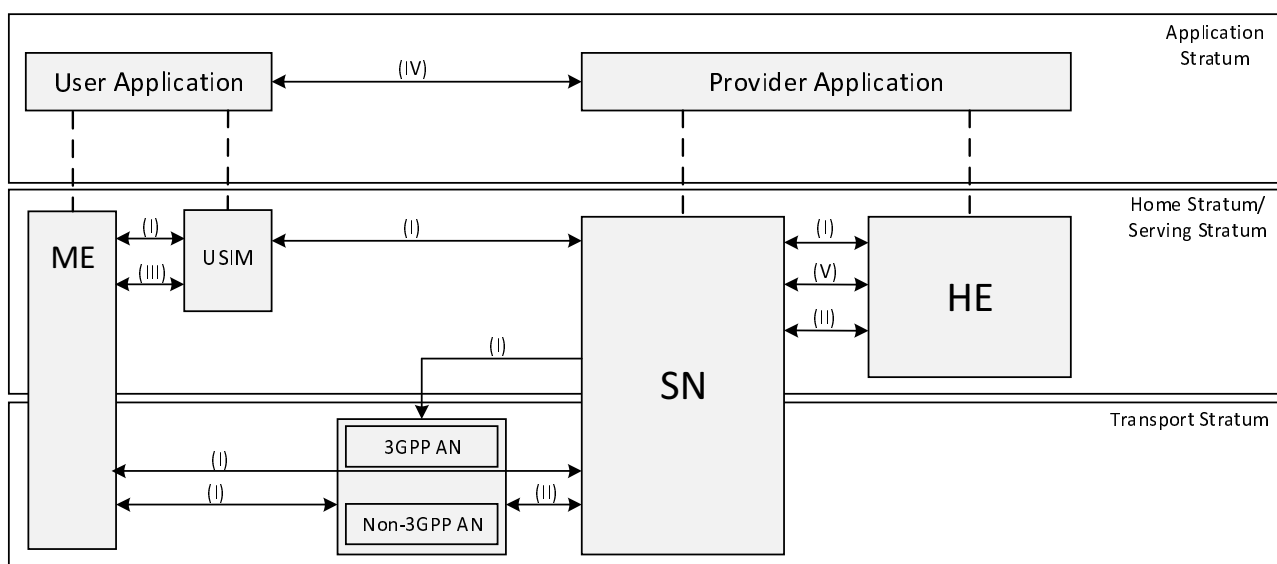 Application
Stratum
User Application
(IV)
Provider Application
Home Stratum/
Serving Stratum
ME
(I)
(III)
USIM
(I)
(I)
(V)
(II)
HE
(I)
SN
Transport Stratum
3GPP AN
(I)
(I)
(II)
Non-3GPP AN